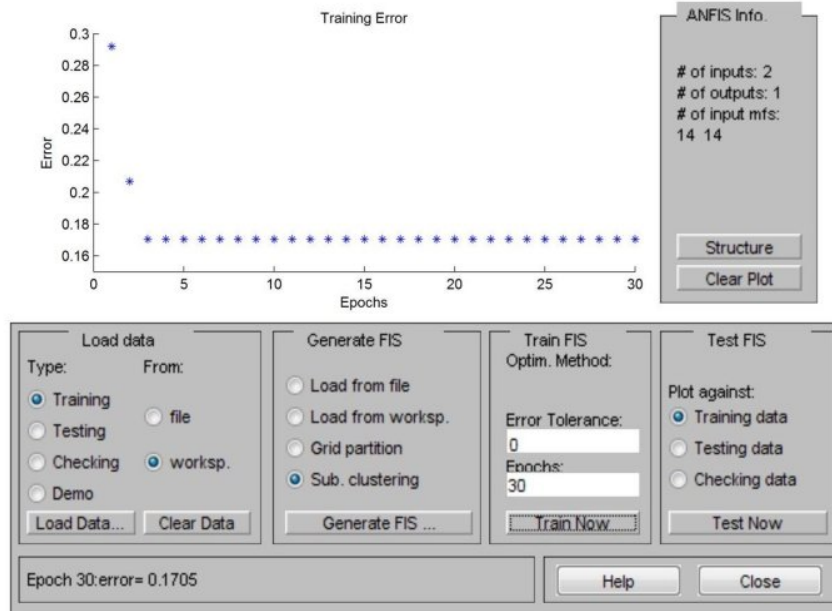 Training Error
0.3
0.28
0.26
0.24
0.22
0.2
0.18
0.16
Error
0 5 10 15 20 25 30
Epochs
ANFIS Info.
# of inputs: 2
# of outputs: 1
# of input mfs:
14 14
Structure
Clear Plot
Load data
Type: From:
Training
Testing
Checking
Demo
file
worksp.
Load Data... Clear Data
Generate FIS
Load from file
Load from worksp.
Grid partition
Sub. clustering
Generate FIS ...
Train FIS
Optim. Method:
Error Tolerance:
0
Epochs:
30
Train Now
Test FIS
Plot against:
Training data
Testing data
Checking data
Test Now
Epoch 30:error= 0.1705
Help Close